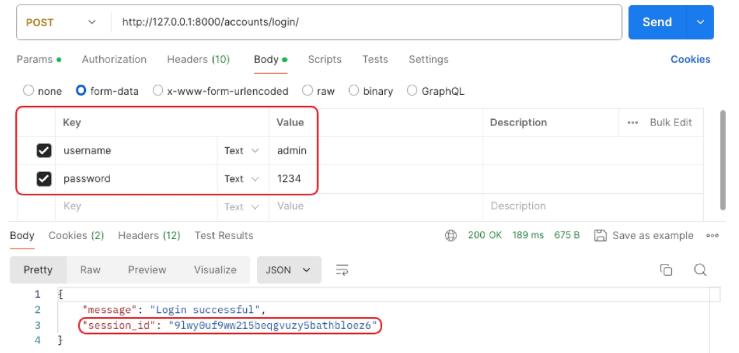 POST http://127.0.0.1:8000/accounts/login/ Send
Params Authorization Headers (10) Body Scripts Tests Settings Cookies
none form-data x-www-form-urlencoded raw binary GraphQL
Key Value Description ••• Bulk Edit
username Text admin
password Text 1234
Key Text Value Description
Body Cookies (2) Headers (12) Test Results 200 OK 189 ms 675 B Save as example •••
Pretty Raw Preview Visualize JSON
1 {
2 "message": "Login successful",
3 "session_id": "9lwy0uf9ww215beqgvuzy5bathbloez6"
4 }